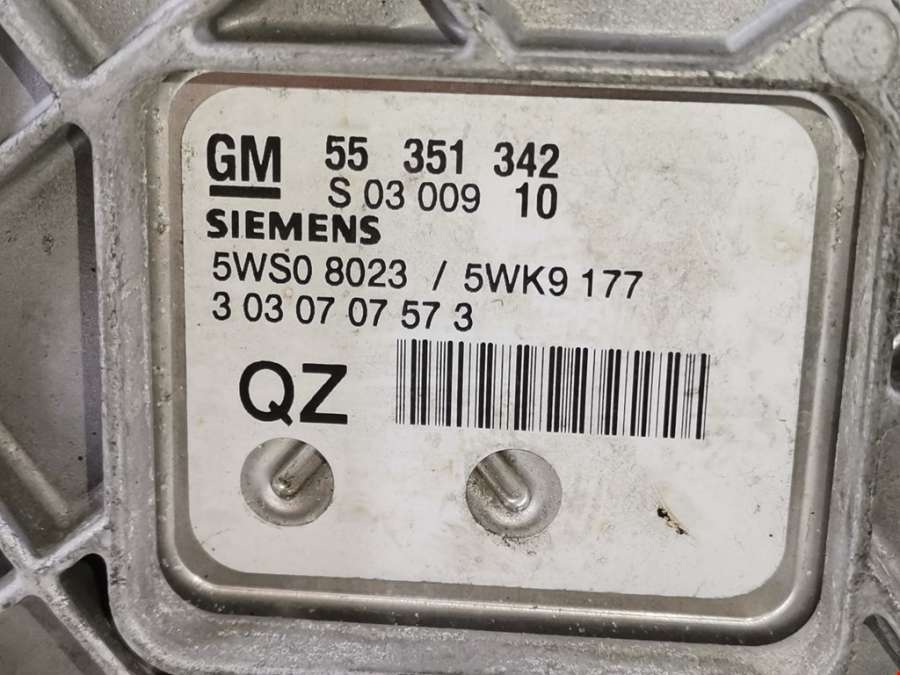 GM 55 351 342
S 03 009 10
SIEMENS
5WS0 8023 / 5WK9 177
3 03 07 07 57 3
QZ